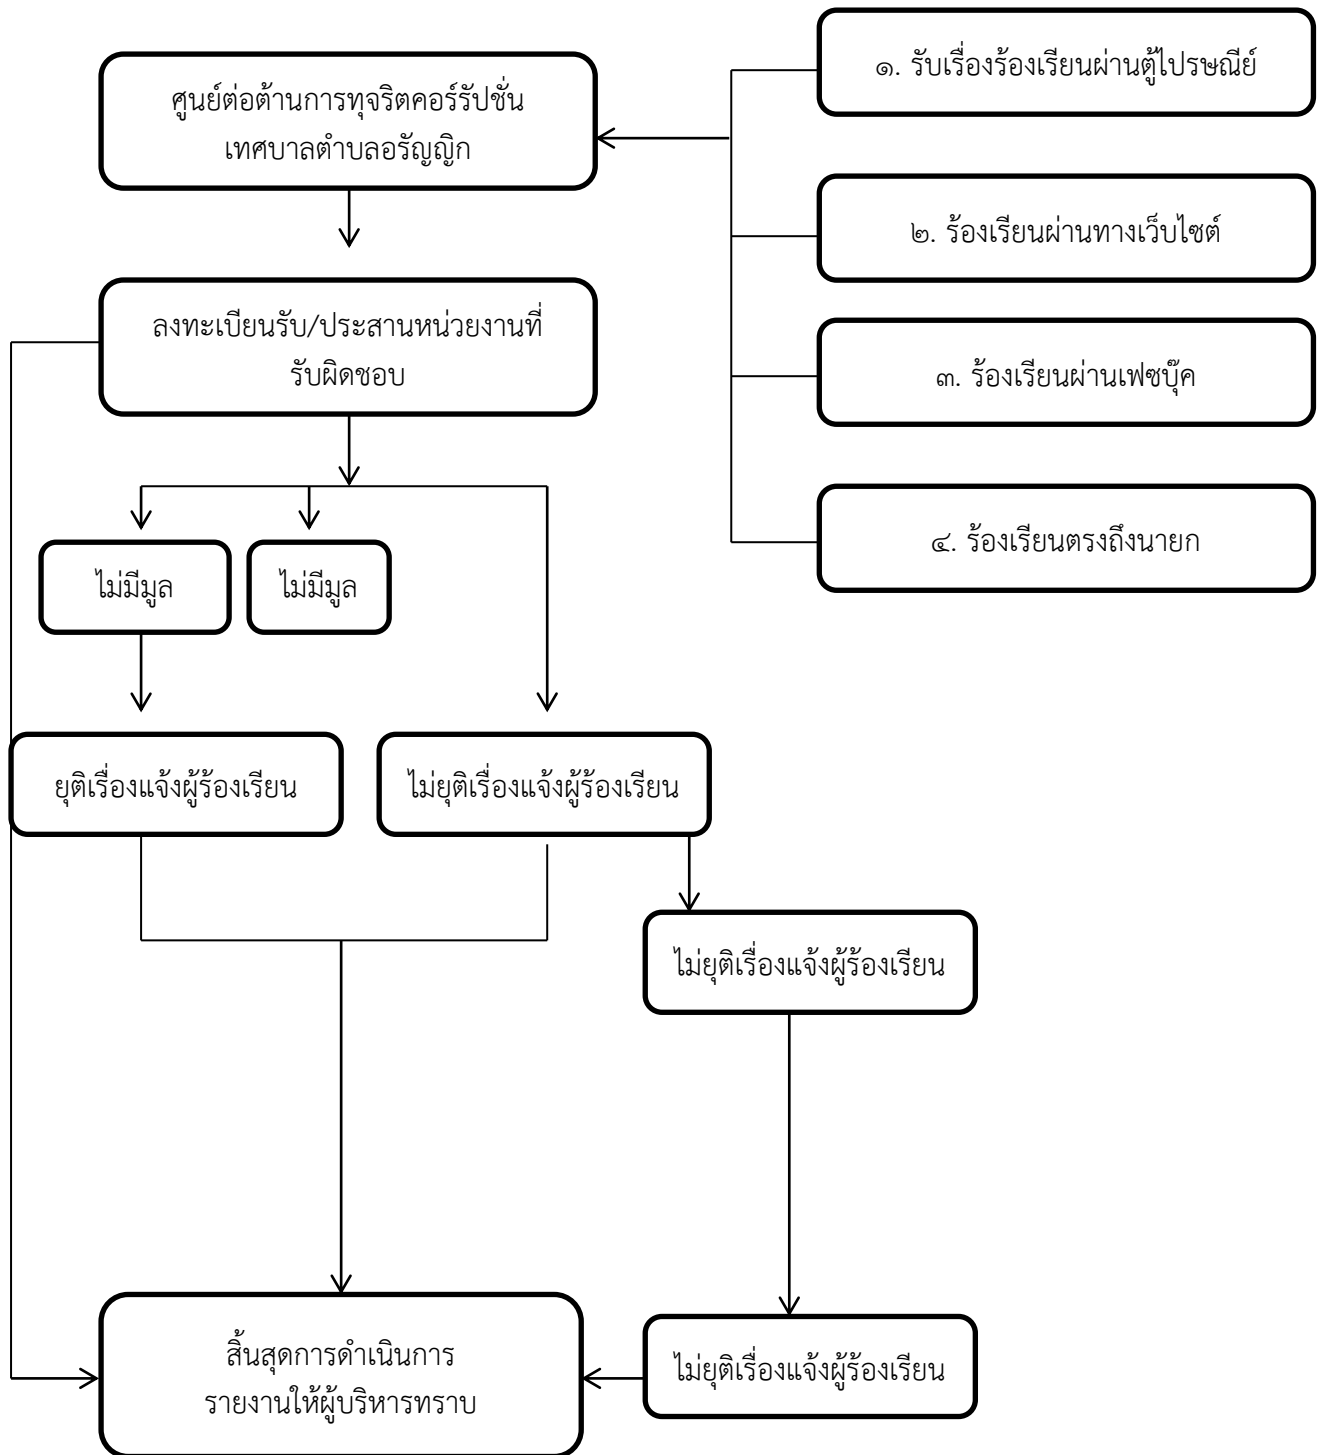 ๑. รับเรื่องร้องเรียนผ่านตู้ไปรษณีย์
ศูนย์ต่อต้านการทุจริตคอร์รัปชั่น
เทศบาลตำบลอรัญญิก
๒. ร้องเรียนผ่านทางเว็บไซต์
ลงทะเบียนรับ/ประสานหน่วยงานที่
รับผิดชอบ
๓. ร้องเรียนผ่านเฟซบุ๊ค
๔. ร้องเรียนตรงถึงนายก
ไม่มีมูล
ไม่มีมูล
ยุติเรื่องแจ้งผู้ร้องเรียน
ไม่ยุติเรื่องแจ้งผู้ร้องเรียน
ไม่ยุติเรื่องแจ้งผู้ร้องเรียน
สิ้นสุดการดำเนินการ
รายงานให้ผู้บริหารทราบ
ไม่ยุติเรื่องแจ้งผู้ร้องเรียน